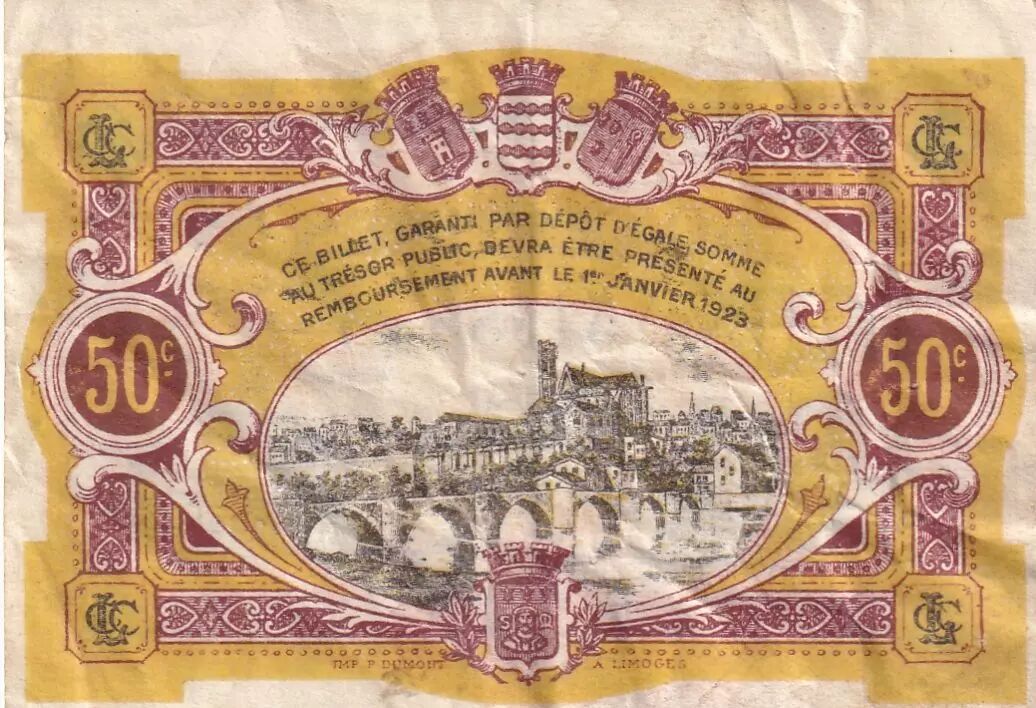 CE BILLET, GARANTI PAR DÉPÔT D'ÉGALE SOMME
AU TRÉSOR PUBLIC, DEVRA ÊTRE PRÉSENTÉ AU
REMBOURSEMENT AVANT LE 1er JANVIER 1923
50c.
50c.
S M
IMP. P. DUMONT A LIMOGES